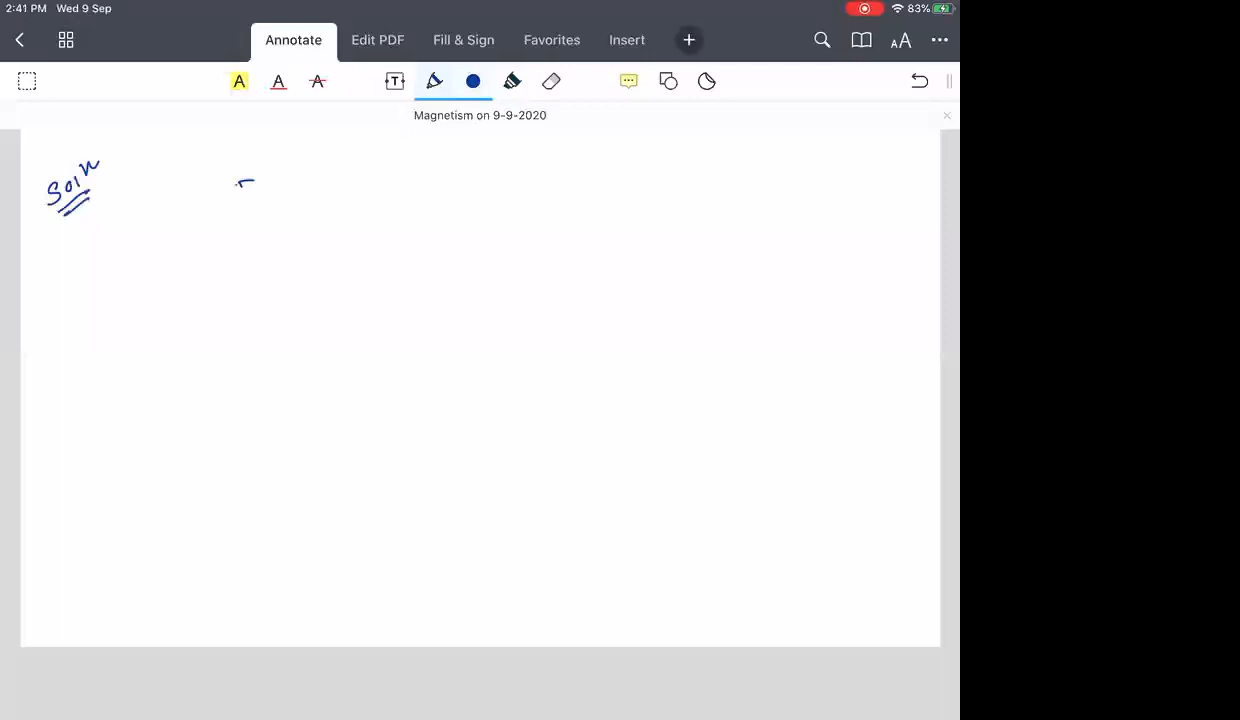 2:41 PM Wed 9 Sep 83%
Annotate Edit PDF Fill & Sign Favorites Insert
A A A T
Magnetism on 9-9-2020
Soln